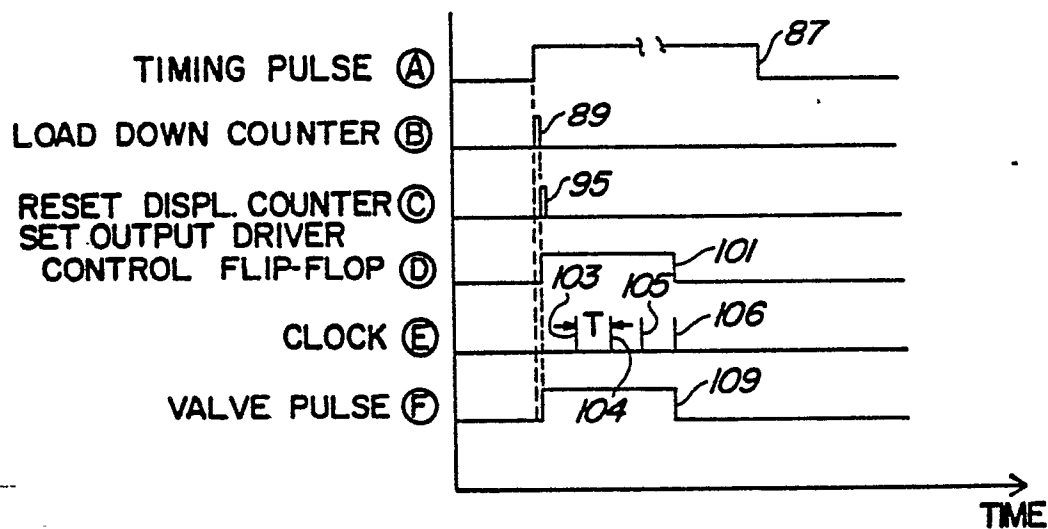 87
TIMING PULSE Ⓐ
89
LOAD DOWN COUNTER Ⓑ
95
RESET DISPL. COUNTER Ⓒ
SET OUTPUT DRIVER
CONTROL FLIP-FLOP Ⓓ
101
103
105
T
106
CLOCK Ⓔ
109
104
VALVE PULSE Ⓕ
TIME